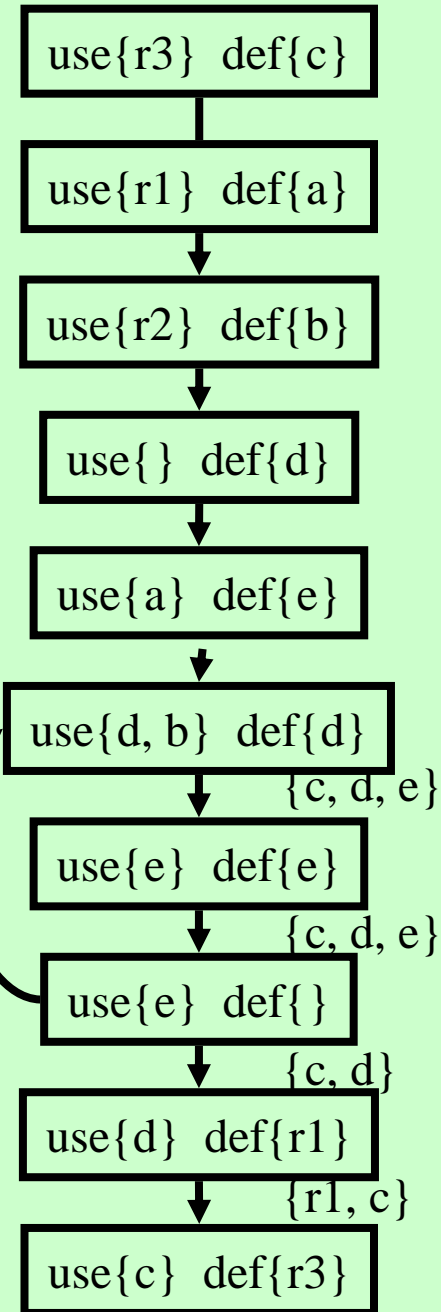 use{r3} def{c}
use{r1} def{a}
use{r2} def{b}
use{} def{d}
use{a} def{e}
use{d, b} def{d}
{c, d, e}
use{e} def{e}
{c, d, e}
use{e} def{}
{c, d}
use{d} def{r1}
{r1, c}
use{c} def{r3}